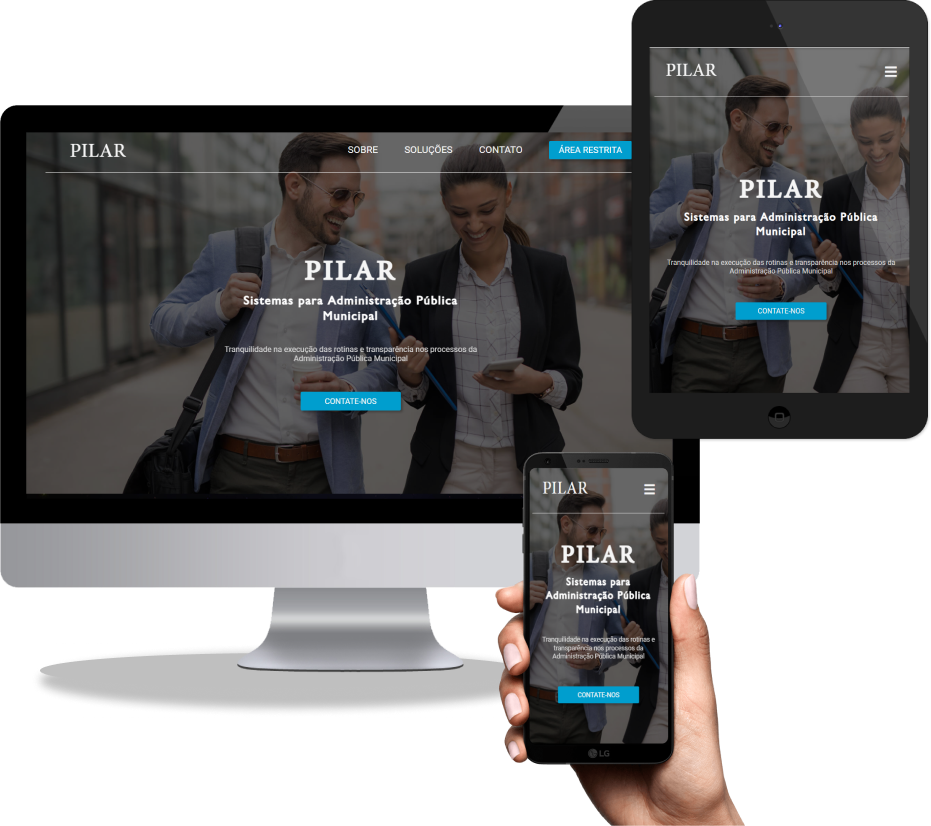 PILAR
SOBRE SOLUÇÕES CONTATO ÁREA RESTRITA
PILAR
Sistemas para Administração Pública
Municipal
Tranquilidade na execução das rotinas e transparência nos processos da
Administração Pública Municipal
CONTATE-NOS
PILAR
PILAR
Sistemas para Administração Pública
Municipal
Tranquilidade na execução das rotinas e transparência nos processos da
Administração Pública Municipal
CONTATE-NOS
PILAR
PILAR
Sistemas para
Administração Pública
Municipal
Tranquilidade na execução das rotinas e
transparência nos processos da
Administração Pública Municipal
CONTATE-NOS
LG